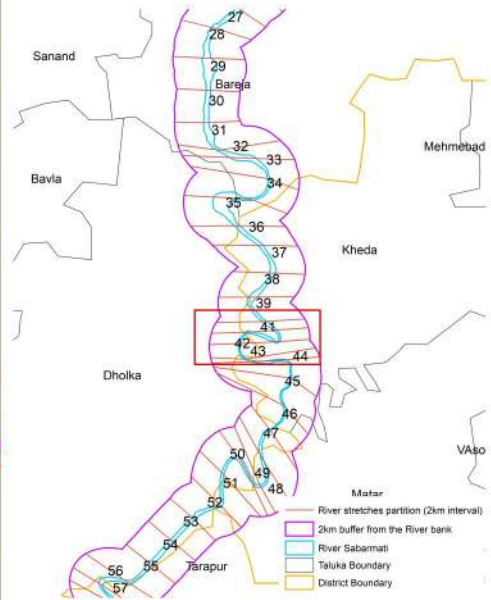 27
28
Sanand
29
Bareja
30
31
32
Mehmebad
33
34
Bavla
35
36
Kheda
37
38
39
41
42
43
44
Dholka
45
46
47
VAso
50
49
51
48
Matar
52
River stretches partition (2km interval)
53
2km buffer from the River bank
54
River Sabarmati
55
Tarapur
Taluka Boundary
56
District Boundary
57